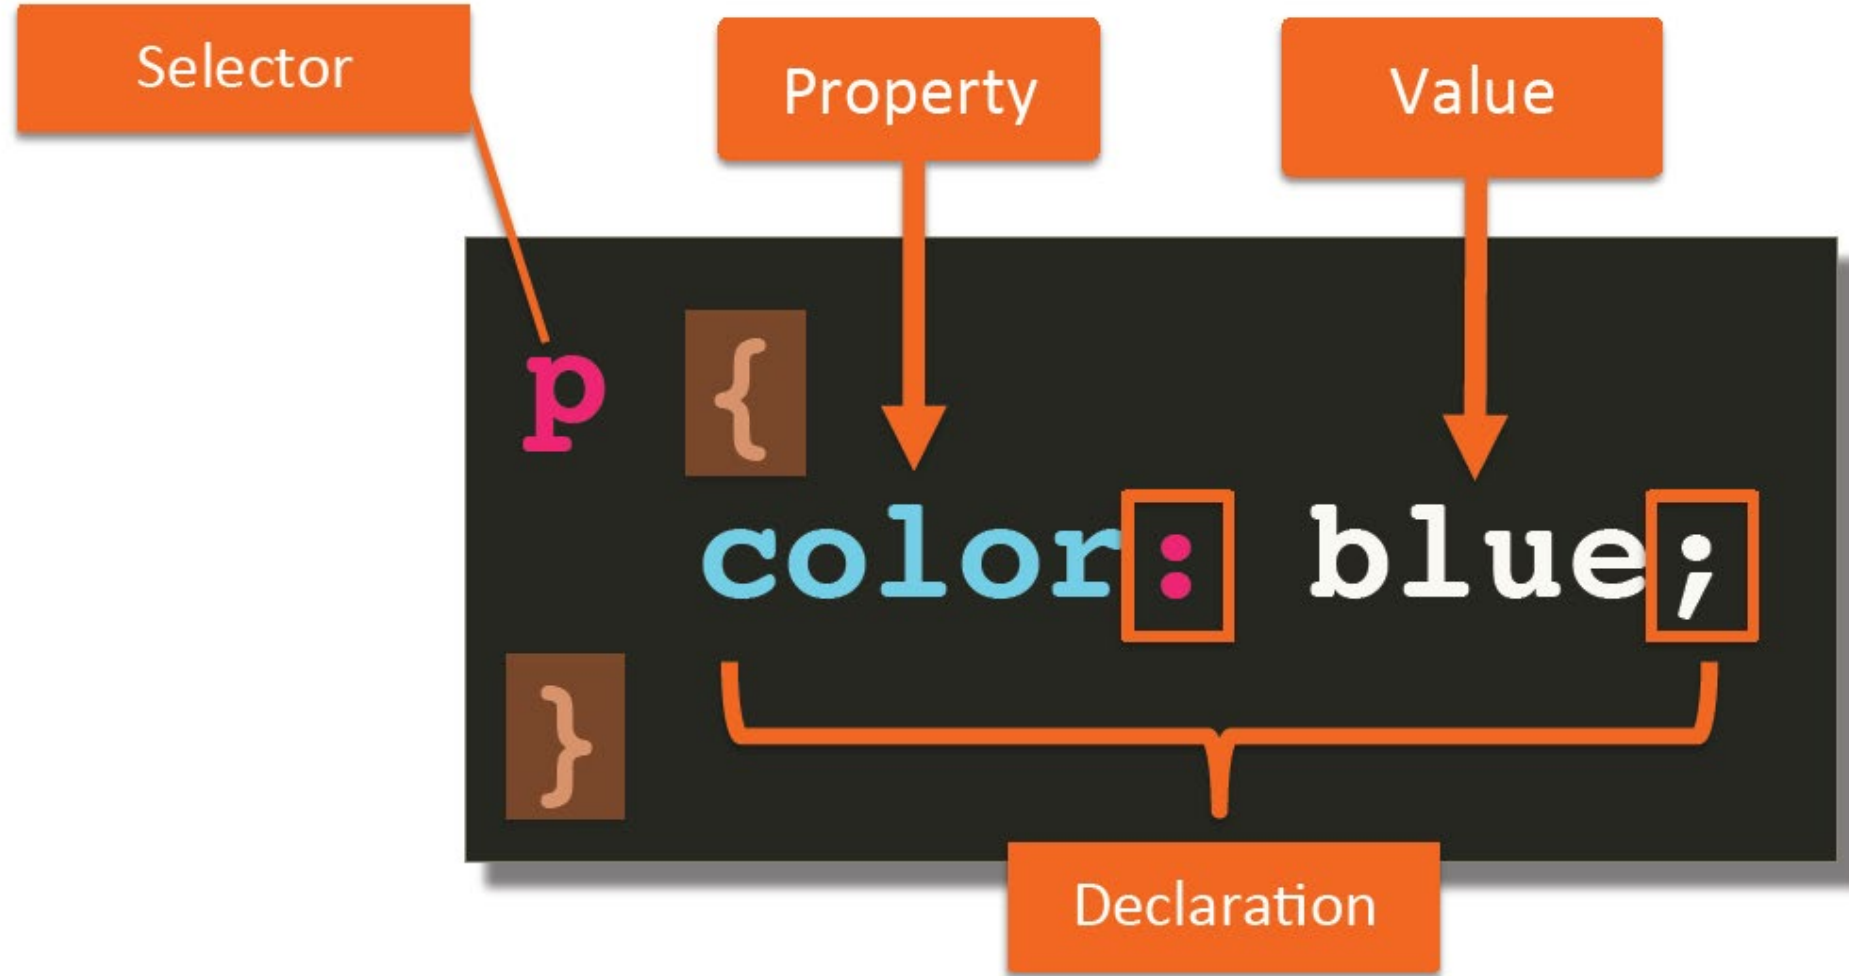 Selector
Property
Value
p {
color: blue;
}
Declaration